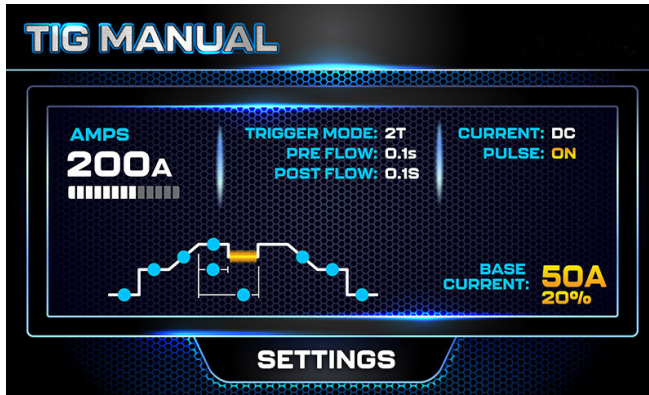 TIG MANUAL
AMPS
200A
TRIGGER MODE: 2T
PRE FLOW: 0.1s
POST FLOW: 0.1S
CURRENT: DC
PULSE: ON
BASE
CURRENT:
50A
20%
SETTINGS